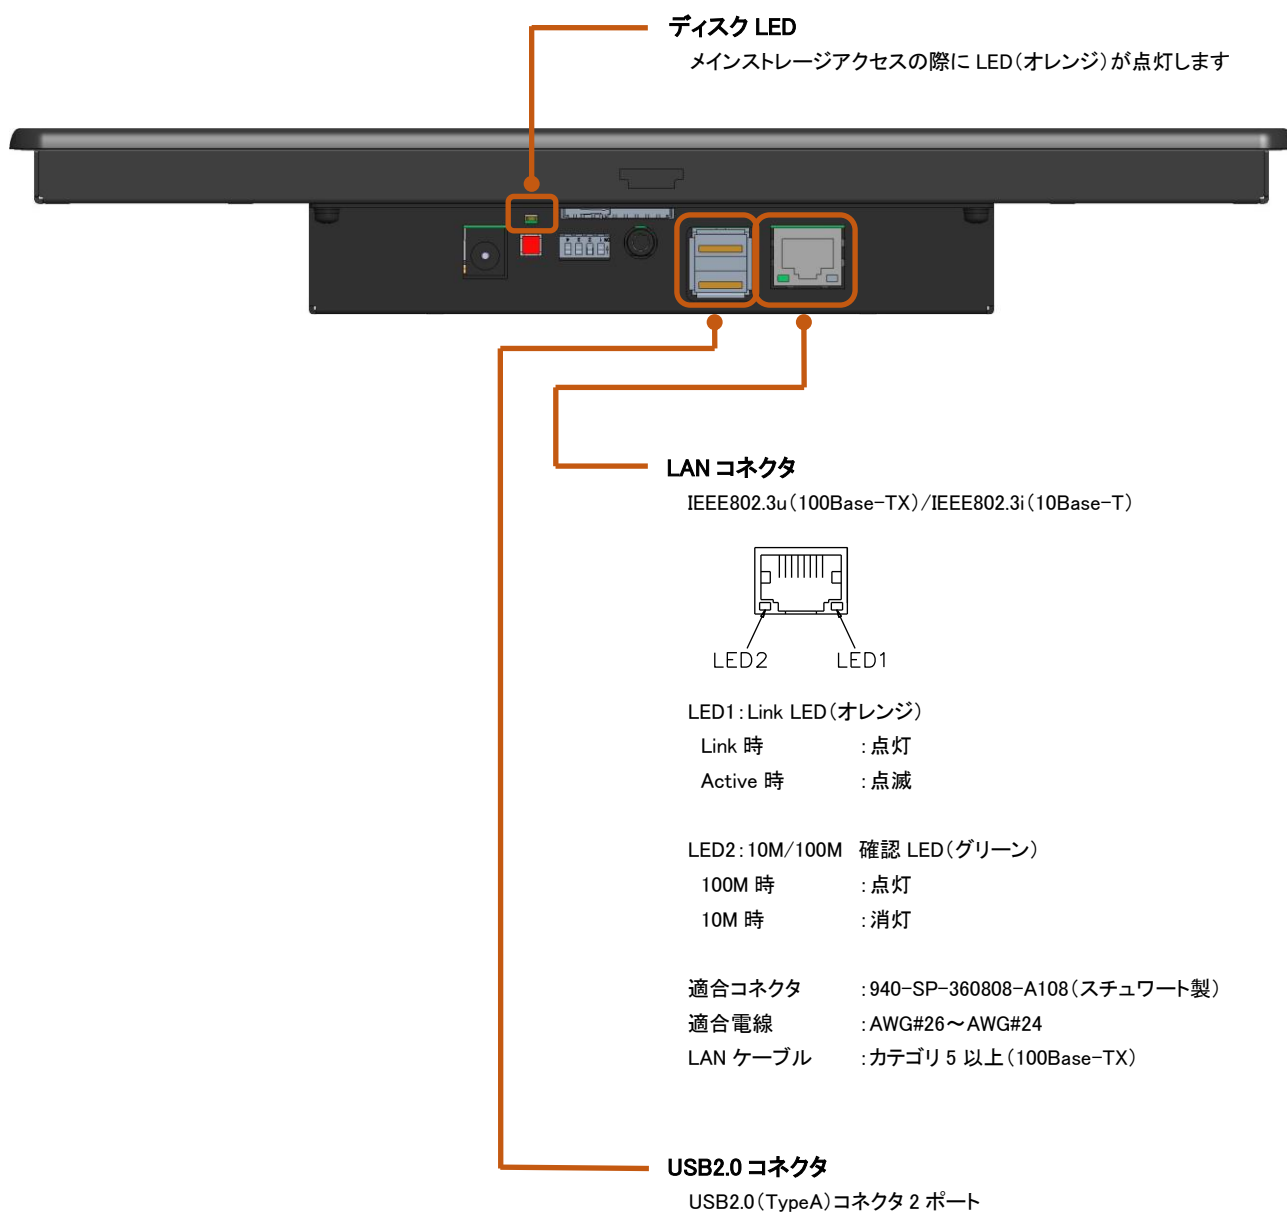 ディスク LED
メインストレージアクセスの際に LED(オレンジ)が点灯します
LAN コネクタ
IEEE802.3u(100Base-TX)/IEEE802.3i(10Base-T)
LED2 LED1
LED1:Link LED(オレンジ)
Link 時 :点灯
Active 時 :点滅
LED2:10M/100M 確認 LED(グリーン)
100M 時 :点灯
10M 時 :消灯
適合コネクタ :940-SP-360808-A108(スチュワート製)
適合電線 :AWG#26~AWG#24
LAN ケーブル :カテゴリ 5 以上(100Base-TX)
USB2.0 コネクタ
USB2.0(TypeA)コネクタ 2 ポート